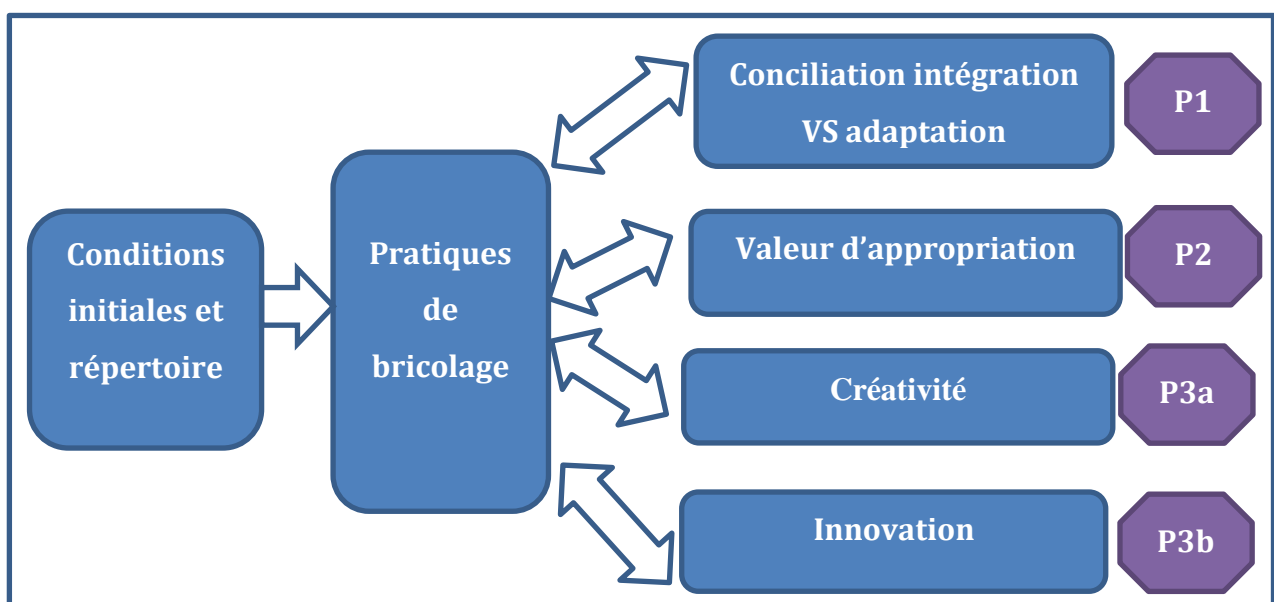 Conditions
initiales et
répertoire
Pratiques
de
bricolage
Conciliation intégration
VS adaptation
P1
Valeur d’appropriation
P2
Créativité
P3a
Innovation
P3b